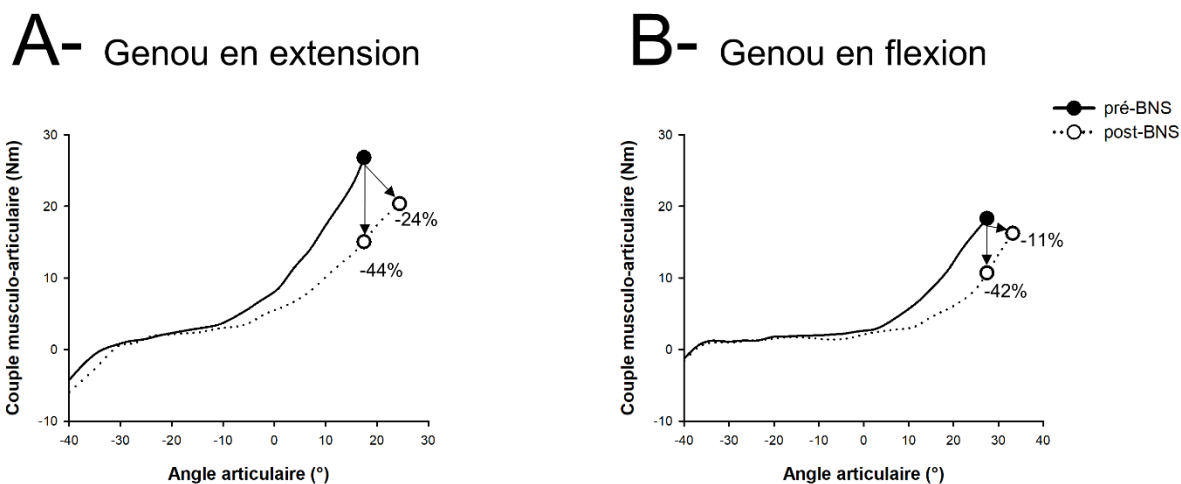 A- Genou en extension
B- Genou en flexion
pré-BNS
post-BNS
Couple musculo-articulaire (Nm)
30
20
10
0
-10
-24%
-44%
-40 -30 -20 -10 0 10 20 30
Angle articulaire (°)
Couple musculo-articulaire (Nm)
30
20
10
0
-10
-11%
-42%
-40 -30 -20 -10 0 10 20 30 40
Angle articulaire (°)